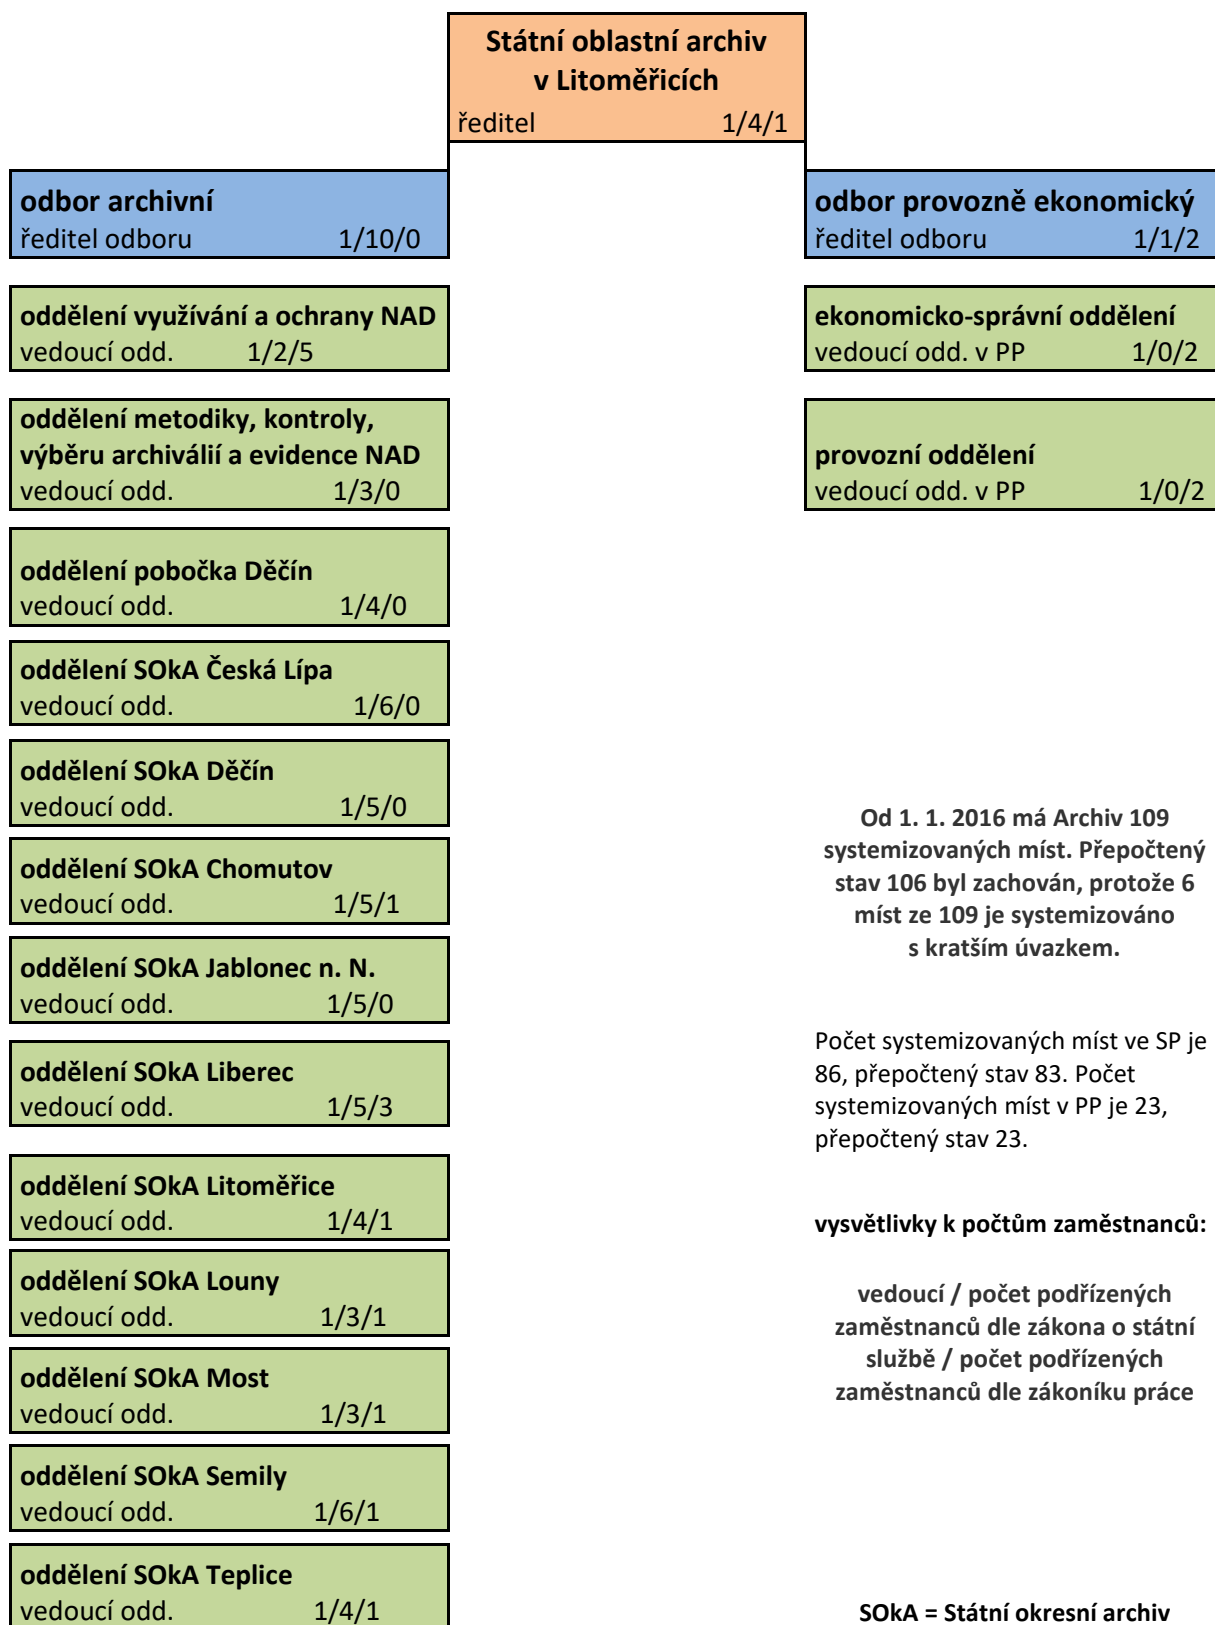 Státní oblastní archiv
v Litoměřicích
ředitel 1/4/1
odbor archivní
ředitel odboru 1/10/0
oddělení využívání a ochrany NAD
vedoucí odd. 1/2/5
oddělení metodiky, kontroly,
výběru archiválií a evidence NAD
vedoucí odd. 1/3/0
oddělení pobočka Děčín
vedoucí odd. 1/4/0
oddělení SOkA Česká Lípa
vedoucí odd. 1/6/0
oddělení SOkA Děčín
vedoucí odd. 1/5/0
oddělení SOkA Chomutov
vedoucí odd. 1/5/1
oddělení SOkA Jablonec n. N.
vedoucí odd. 1/5/0
oddělení SOkA Liberec
vedoucí odd. 1/5/3
oddělení SOkA Litoměřice
vedoucí odd. 1/4/1
oddělení SOkA Louny
vedoucí odd. 1/3/1
oddělení SOkA Most
vedoucí odd. 1/3/1
oddělení SOkA Semily
vedoucí odd. 1/6/1
oddělení SOkA Teplice
vedoucí odd. 1/4/1
odbor provozně ekonomický
ředitel odboru 1/1/2
ekonomicko-správní oddělení
vedoucí odd. v PP 1/0/2
provozní oddělení
vedoucí odd. v PP 1/0/2
Od 1. 1. 2016 má Archiv 109
systemizovaných míst. Přepočtený
stav 106 byl zachován, protože 6
míst ze 109 je systemizováno
s kratším úvazkem.
Počet systemizovaných míst ve SP je
86, přepočtený stav 83. Počet
systemizovaných míst v PP je 23,
přepočtený stav 23.
vysvětlivky k počtům zaměstnanců:
vedoucí / počet podřízených
zaměstnanců dle zákona o státní
službě / počet podřízených
zaměstnanců dle zákoníku práce
SOkA = Státní okresní archiv